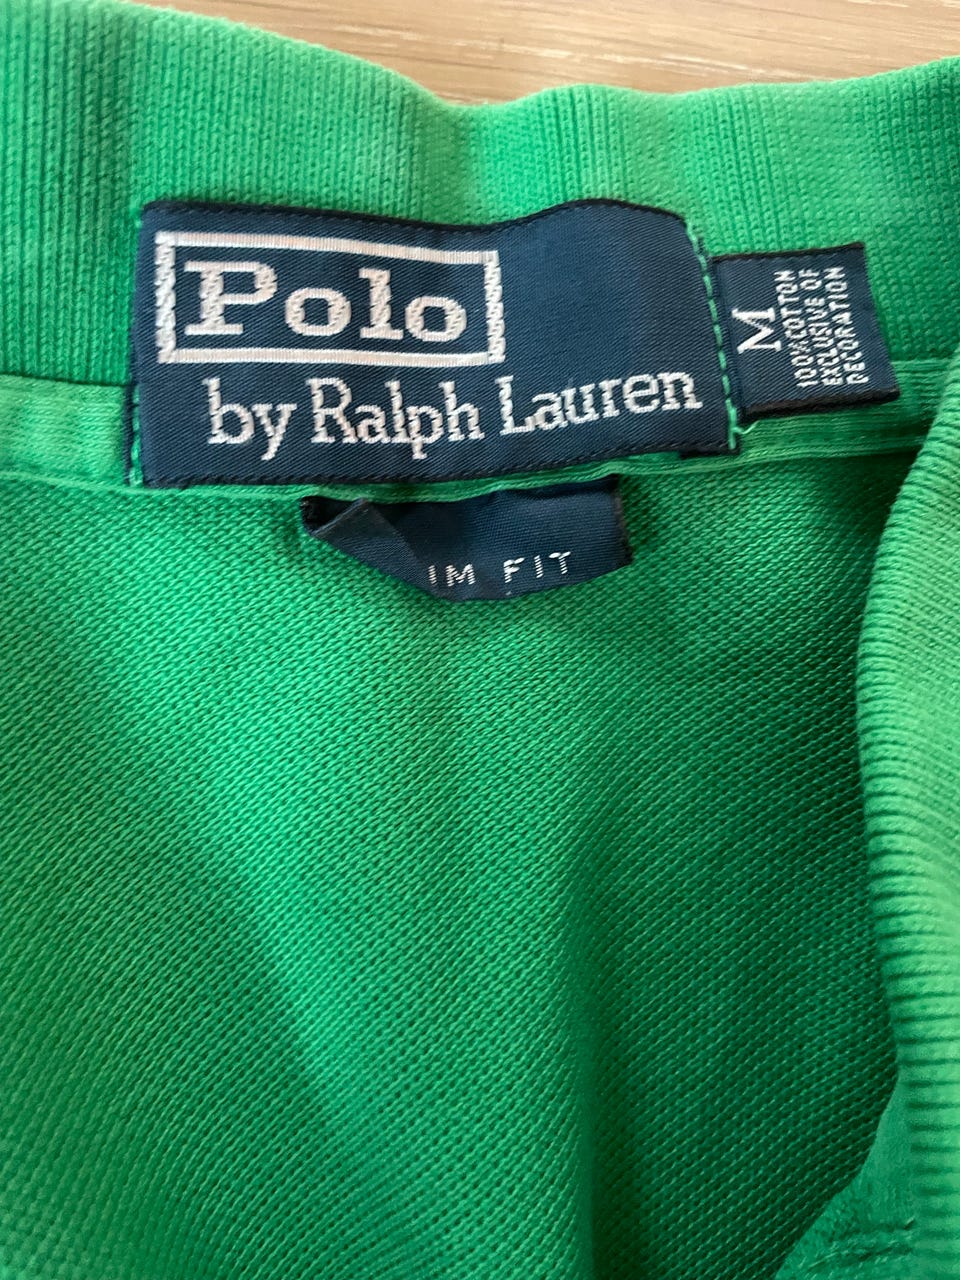 Polo
by Ralph Lauren
M
100% COTTON
EXCLUSIVE OF
DECORATION
IM FIT